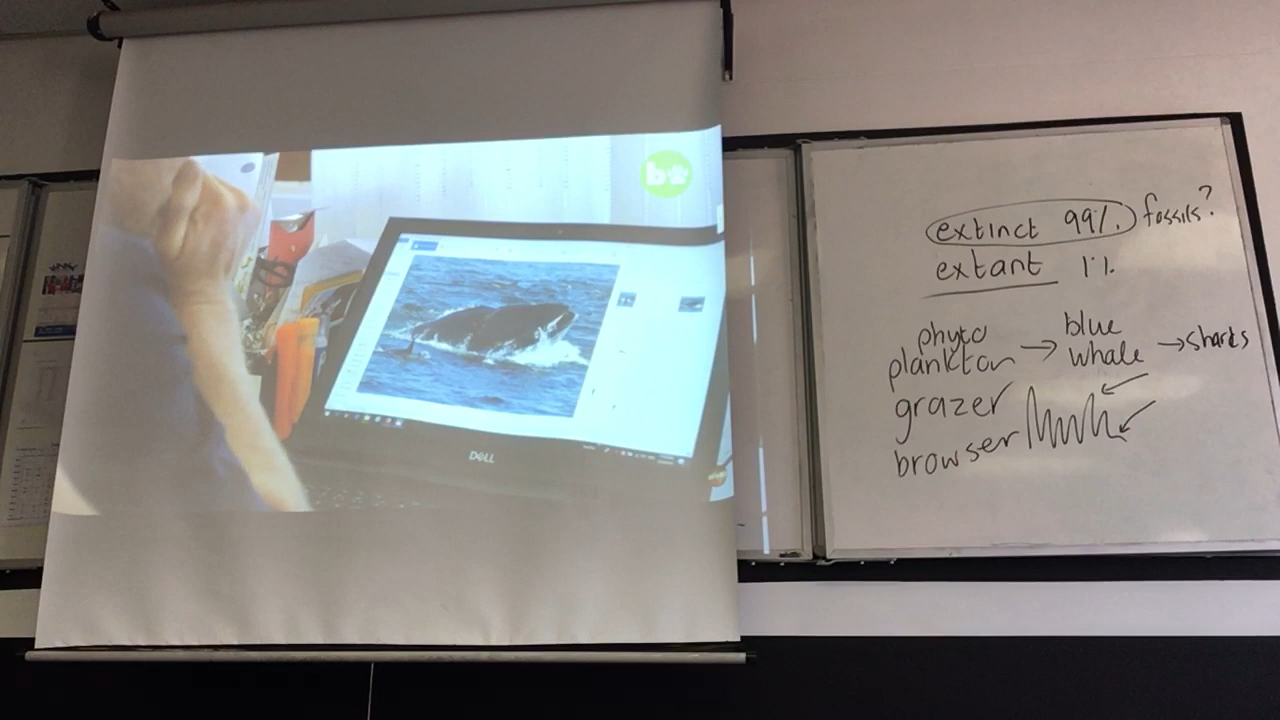 b
DELL
extinct 99%. fossils?
extant 1%.
phyto
plankton → blue
whale → sharks
grazer
browser